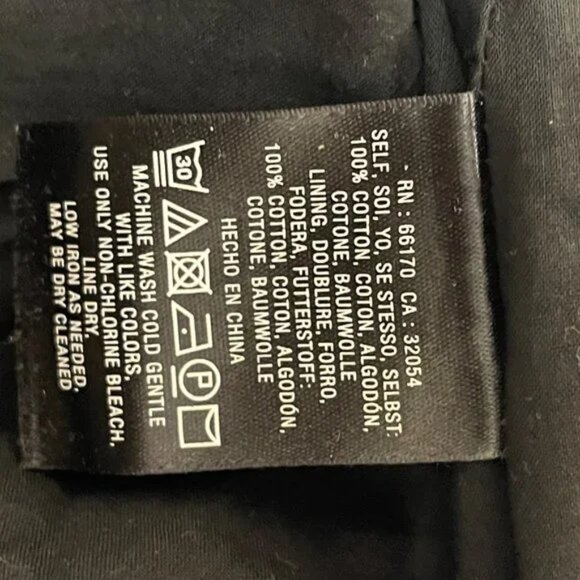 RN : 66170 CA : 32054
SELF, SOI, YO, SE STESSO, SELBST:
100% COTTON, COTON, ALGODÓN,
COTONE, BAUMWOLLE
LINING, DOUBLURE, FORRO,
FODERA, FUTTERSTOFF:
100% COTTON, COTON, ALGODÓN,
COTONE, BAUMWOLLE
HECHO EN CHINA
30 P
MACHINE WASH COLD GENTLE
WITH LIKE COLORS,
USE ONLY NON-CHLORINE BLEACH,
LINE DRY,
LOW IRON AS NEEDED,
MAY BE DRY CLEANED